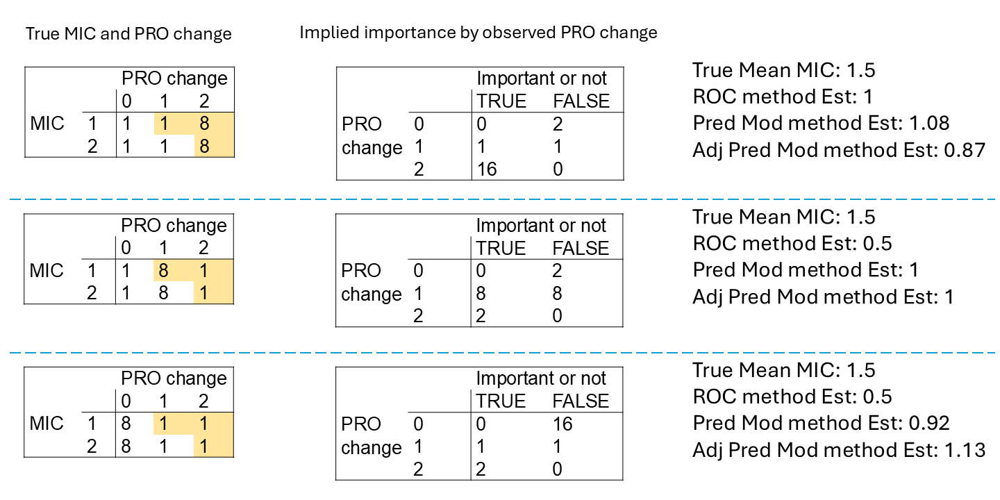 True MIC and PRO change
Implied importance by observed PRO change
PRO change
0 1 2
MIC 1 1 1 8
2 1 1 8
Important or not
TRUE FALSE
PRO 0 0 2
change 1 1 1
2 16 0
True Mean MIC: 1.5
ROC method Est: 1
Pred Mod method Est: 1.08
Adj Pred Mod method Est: 0.87
PRO change
0 1 2
MIC 1 1 8 1
2 1 8 1
Important or not
TRUE FALSE
PRO 0 0 2
change 1 8 8
2 2 0
True Mean MIC: 1.5
ROC method Est: 0.5
Pred Mod method Est: 1
Adj Pred Mod method Est: 1
PRO change
0 1 2
MIC 1 8 1 1
2 8 1 1
Important or not
TRUE FALSE
PRO 0 0 16
change 1 1 1
2 2 0
True Mean MIC: 1.5
ROC method Est: 0.5
Pred Mod method Est: 0.92
Adj Pred Mod method Est: 1.13